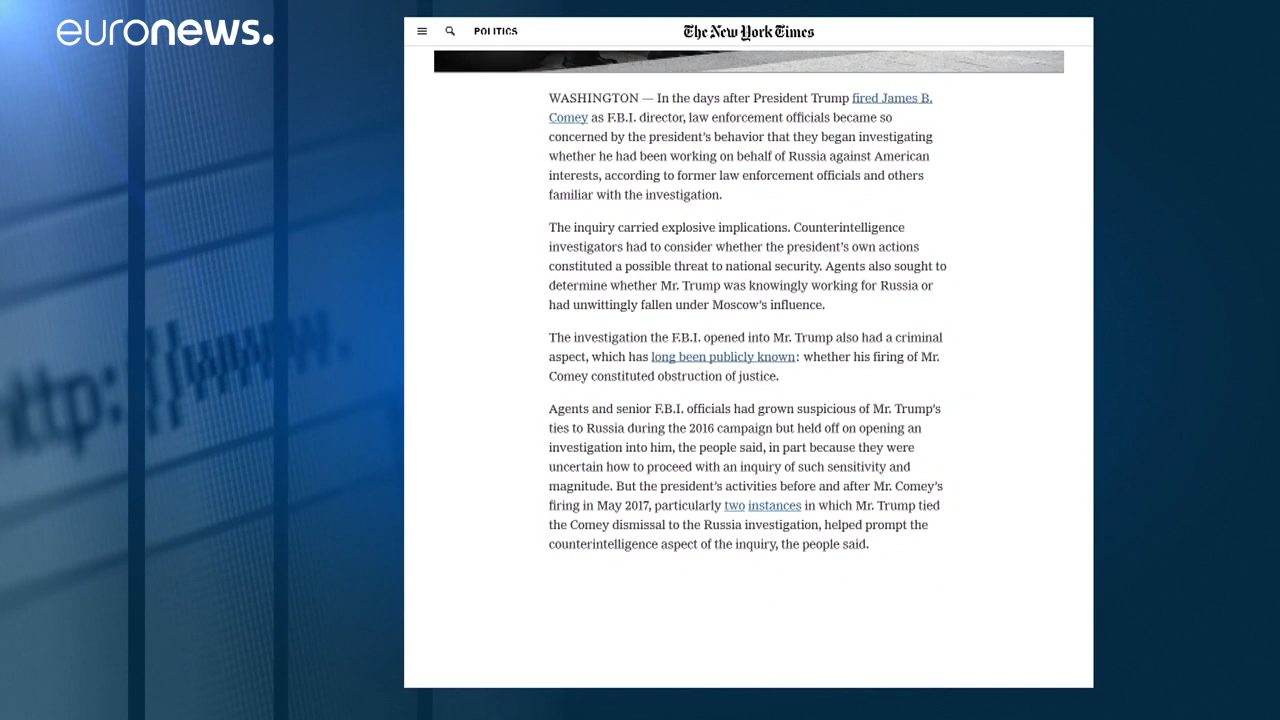 euronews.
POLITICS
The New York Times
WASHINGTON — In the days after President Trump fired James B.
Comey as F.B.I. director, law enforcement officials became so
concerned by the president's behavior that they began investigating
whether he had been working on behalf of Russia against American
interests, according to former law enforcement officials and others
familiar with the investigation.
The inquiry carried explosive implications. Counterintelligence
investigators had to consider whether the president's own actions
constituted a possible threat to national security. Agents also sought to
determine whether Mr. Trump was knowingly working for Russia or
had unwittingly fallen under Moscow's influence.
The investigation the F.B.I. opened into Mr. Trump also had a criminal
aspect, which has long been publicly known: whether his firing of Mr.
Comey constituted obstruction of justice.
Agents and senior F.B.I. officials had grown suspicious of Mr. Trump's
ties to Russia during the 2016 campaign but held off on opening an
investigation into him, the people said, in part because they were
uncertain how to proceed with an inquiry of such sensitivity and
magnitude. But the president's activities before and after Mr. Comey's
firing in May 2017, particularly two instances in which Mr. Trump tied
the Comey dismissal to the Russia investigation, helped prompt the
counterintelligence aspect of the inquiry, the people said.
http://www.